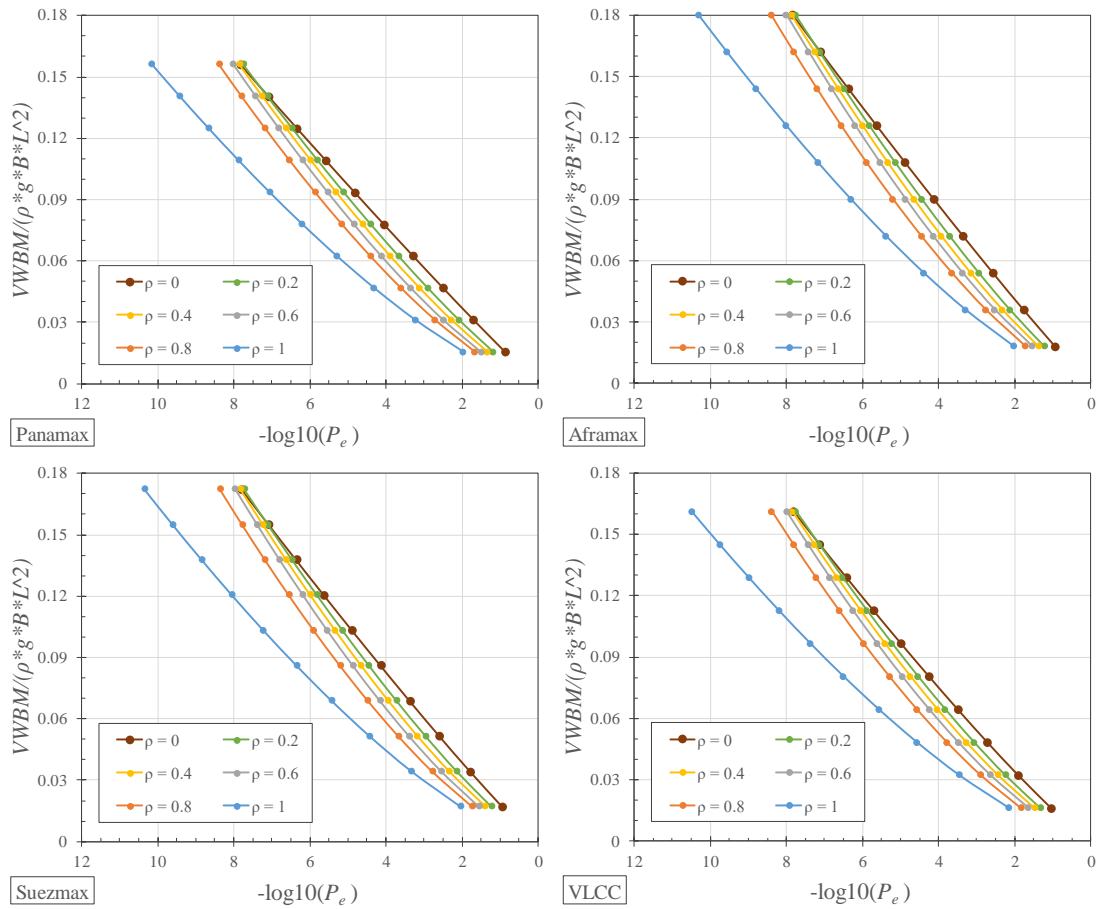 0.18
0.15
0.12
0.09
0.06
0.03
0
VWBM/(ρ*g*B*L^2)
ρ = 0 ρ = 0.2
ρ = 0.4 ρ = 0.6
ρ = 0.8 ρ = 1
12 10 8 6 4 2 0
Panamax -log10(P_e)
0.18
0.15
0.12
0.09
0.06
0.03
0
VWBM/(ρ*g*B*L^2)
ρ = 0 ρ = 0.2
ρ = 0.4 ρ = 0.6
ρ = 0.8 ρ = 1
12 10 8 6 4 2 0
Aframax -log10(P_e)
0.18
0.15
0.12
0.09
0.06
0.03
0
VWBM/(ρ*g*B*L^2)
ρ = 0 ρ = 0.2
ρ = 0.4 ρ = 0.6
ρ = 0.8 ρ = 1
12 10 8 6 4 2 0
Suezmax -log10(P_e)
0.18
0.15
0.12
0.09
0.06
0.03
0
VWBM/(ρ*g*B*L^2)
ρ = 0 ρ = 0.2
ρ = 0.4 ρ = 0.6
ρ = 0.8 ρ = 1
12 10 8 6 4 2 0
VLCC -log10(P_e)